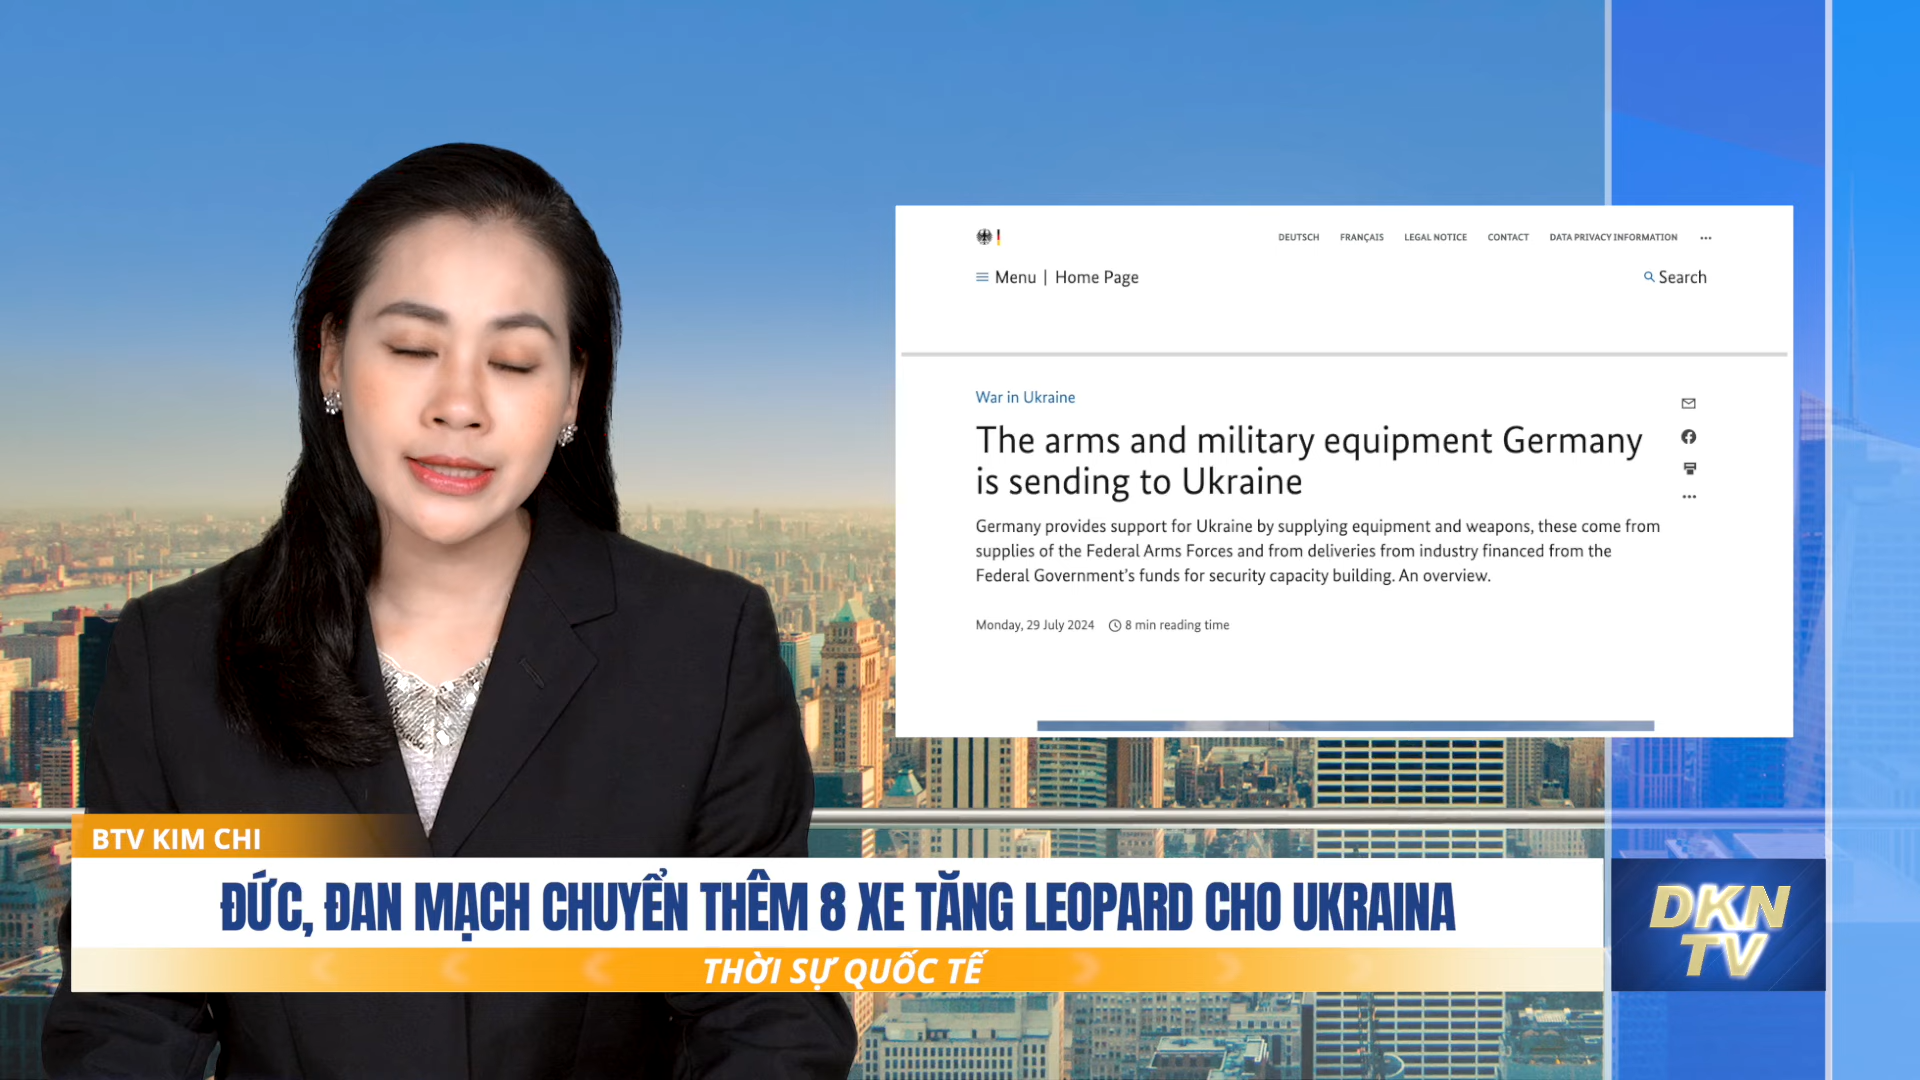 DEUTSCH FRANÇAIS LEGAL NOTICE CONTACT DATA PRIVACY INFORMATION ...
Menu | Home Page
Search
War in Ukraine
The arms and military equipment Germany
is sending to Ukraine
Germany provides support for Ukraine by supplying equipment and weapons, these come from
supplies of the Federal Arms Forces and from deliveries from industry financed from the
Federal Government’s funds for security capacity building. An overview.
Monday, 29 July 2024 8 min reading time
BTV KIM CHI
ĐỨC, ĐAN MẠCH CHUYỂN THÊM 8 XE TĂNG LEOPARD CHO UKRAINA
THỜI SỰ QUỐC TẾ
DKN
TV